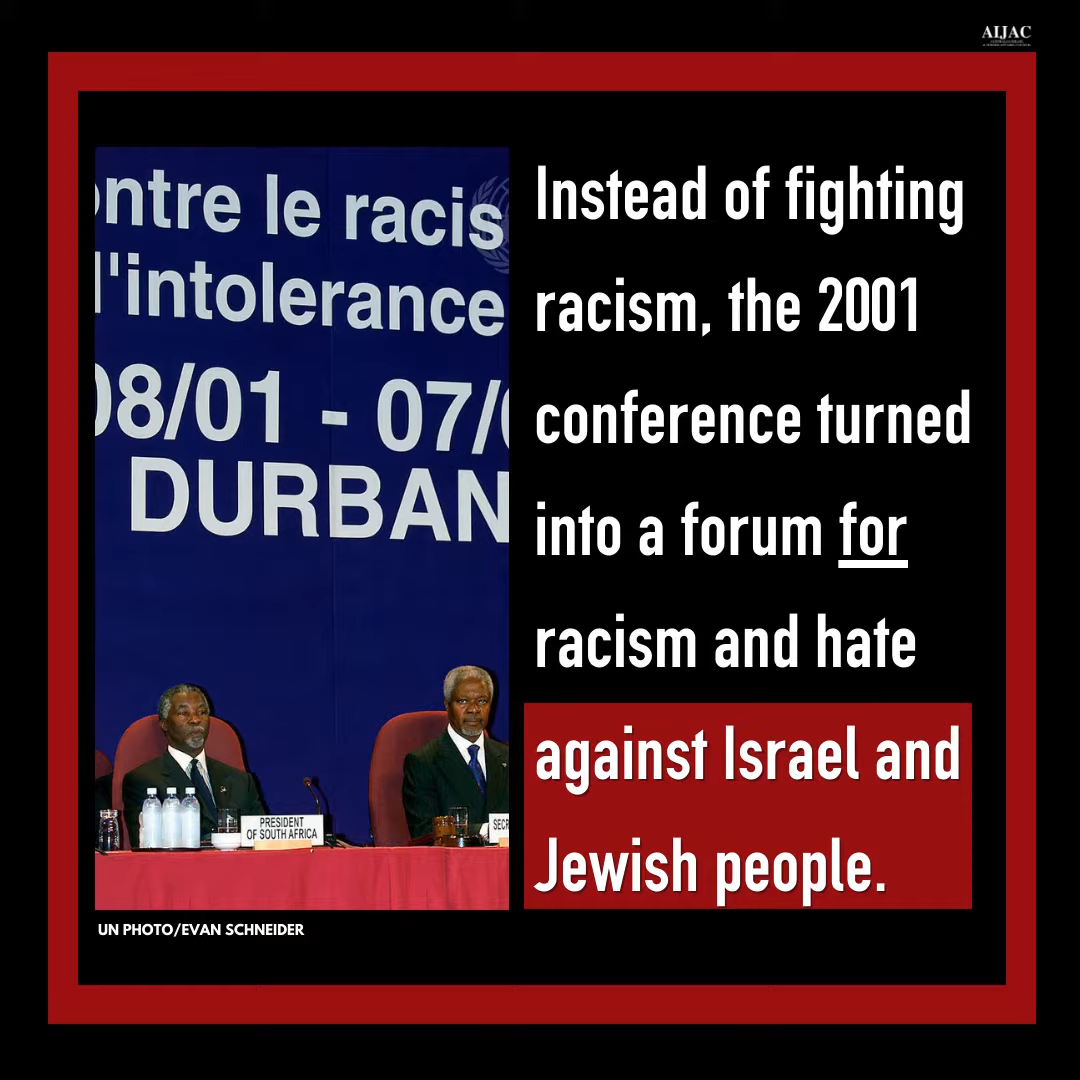 AIJAC
ontre le racis
l'intolerance
08/01 - 07/0
DURBAN
PRESIDENT
OF SOUTH AFRICA
SECR
UN PHOTO/EVAN SCHNEIDER
Instead of fighting
racism, the 2001
conference turned
into a forum for
racism and hate
against Israel and
Jewish people.